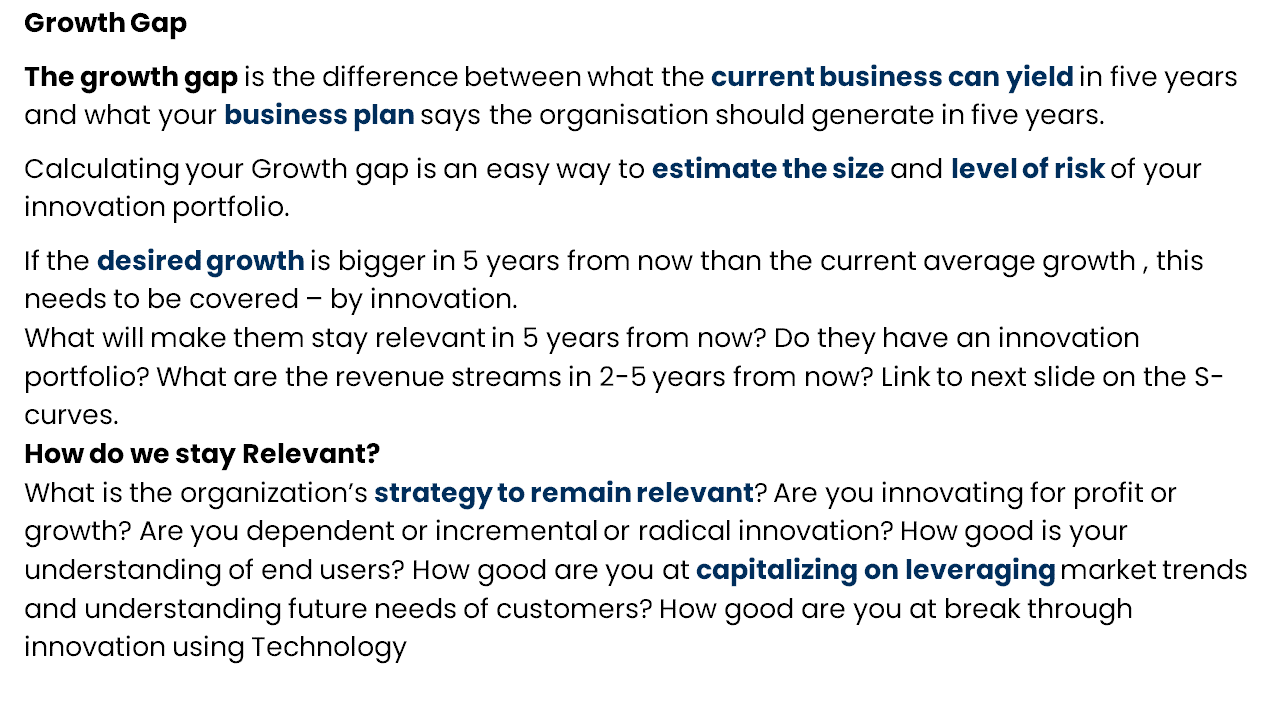 Growth Gap
The growth gap is the difference between what the current business can yield in five years
and what your business plan says the organisation should generate in five years.
Calculating your Growth gap is an easy way to estimate the size and level of risk of your
innovation portfolio.
If the desired growth is bigger in 5 years from now than the current average growth , this
needs to be covered – by innovation.
What will make them stay relevant in 5 years from now? Do they have an innovation
portfolio? What are the revenue streams in 2-5 years from now? Link to next slide on the S-
curves.
How do we stay Relevant?
What is the organization’s strategy to remain relevant? Are you innovating for profit or
growth? Are you dependent or incremental or radical innovation? How good is your
understanding of end users? How good are you at capitalizing on leveraging market trends
and understanding future needs of customers? How good are you at break through
innovation using Technology